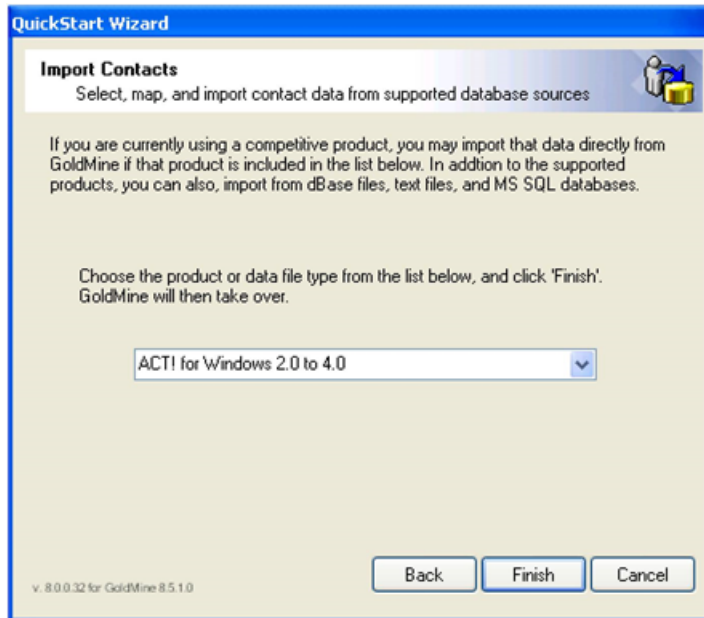 QuickStart Wizard
Import Contacts
Select, map, and import contact data from supported database sources
If you are currently using a competitive product, you may import that data directly from
GoldMine if that product is included in the list below. In addtion to the supported
products, you can also, import from dBase files, text files, and MS SQL databases.
Choose the product or data file type from the list below, and click 'Finish'.
GoldMine will then take over.
ACT! for Windows 2.0 to 4.0
Back
Finish
Cancel
v. 8.0.0.32 for GoldMine 8.5.1.0